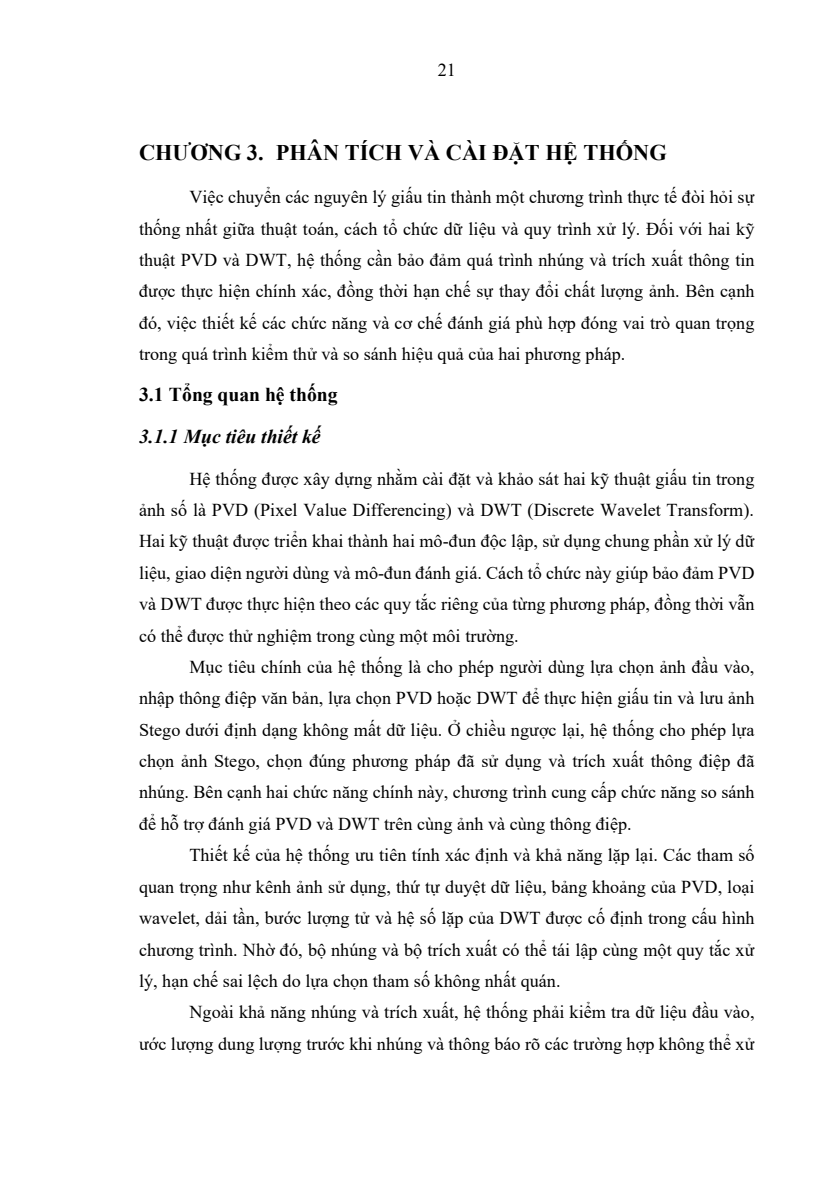 21
CHƯƠNG 3. PHÂN TÍCH VÀ CÀI ĐẶT HỆ THỐNG
Việc chuyển các nguyên lý giấu tin thành một chương trình thực tế đòi hỏi sự
thống nhất giữa thuật toán, cách tổ chức dữ liệu và quy trình xử lý. Đối với hai kỹ
thuật PVD và DWT, hệ thống cần bảo đảm quá trình nhúng và trích xuất thông tin
được thực hiện chính xác, đồng thời hạn chế sự thay đổi chất lượng ảnh. Bên cạnh
đó, việc thiết kế các chức năng và cơ chế đánh giá phù hợp đóng vai trò quan trọng
trong quá trình kiểm thử và so sánh hiệu quả của hai phương pháp.
3.1 Tổng quan hệ thống
3.1.1 Mục tiêu thiết kế
Hệ thống được xây dựng nhằm cài đặt và khảo sát hai kỹ thuật giấu tin trong
ảnh số là PVD (Pixel Value Differencing) và DWT (Discrete Wavelet Transform).
Hai kỹ thuật được triển khai thành hai mô-đun độc lập, sử dụng chung phần xử lý dữ
liệu, giao diện người dùng và mô-đun đánh giá. Cách tổ chức này giúp bảo đảm PVD
và DWT được thực hiện theo các quy tắc riêng của từng phương pháp, đồng thời vẫn
có thể được thử nghiệm trong cùng một môi trường.
Mục tiêu chính của hệ thống là cho phép người dùng lựa chọn ảnh đầu vào,
nhập thông điệp văn bản, lựa chọn PVD hoặc DWT để thực hiện giấu tin và lưu ảnh
Stego dưới định dạng không mất dữ liệu. Ở chiều ngược lại, hệ thống cho phép lựa
chọn ảnh Stego, chọn đúng phương pháp đã sử dụng và trích xuất thông điệp đã
nhúng. Bên cạnh hai chức năng chính này, chương trình cung cấp chức năng so sánh
để hỗ trợ đánh giá PVD và DWT trên cùng ảnh và cùng thông điệp.
Thiết kế của hệ thống ưu tiên tính xác định và khả năng lặp lại. Các tham số
quan trọng như kênh ảnh sử dụng, thứ tự duyệt dữ liệu, bảng khoảng của PVD, loại
wavelet, dải tần, bước lượng tử và hệ số lặp của DWT được cố định trong cấu hình
chương trình. Nhờ đó, bộ nhúng và bộ trích xuất có thể tái lập cùng một quy tắc xử
lý, hạn chế sai lệch do lựa chọn tham số không nhất quán.
Ngoài khả năng nhúng và trích xuất, hệ thống phải kiểm tra dữ liệu đầu vào,
ước lượng dung lượng trước khi nhúng và thông báo rõ các trường hợp không thể xử